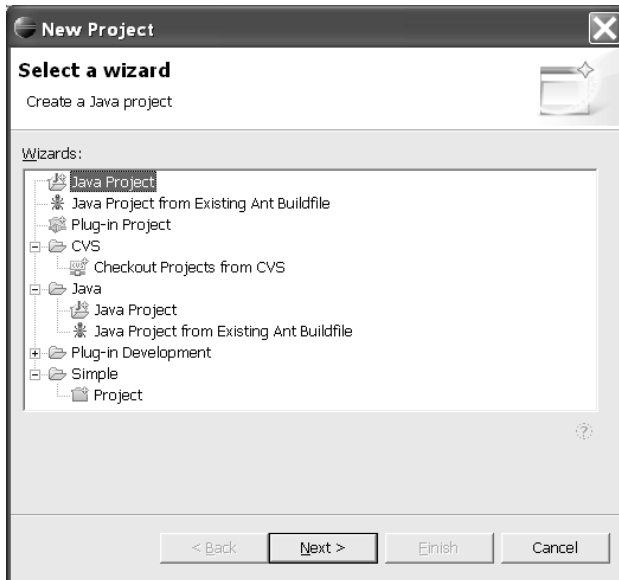 New Project
Select a wizard
Create a Java project
Wizards:
Java Project
Java Project from Existing Ant Buildfile
Plug-in Project
CVS
Checkout Projects from CVS
Java
Java Project
Java Project from Existing Ant Buildfile
Plug-in Development
Simple
Project
?
< Back Next > Finish Cancel